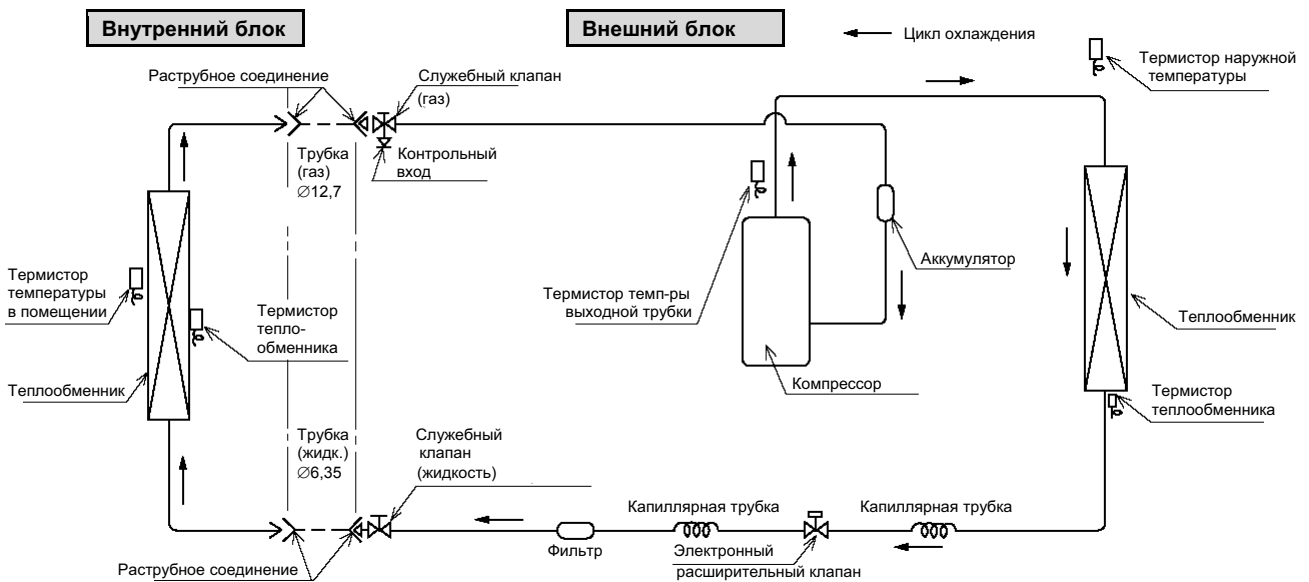 Внутренний блок
Внешний блок
Цикл охлаждения
Термистор наружной
температуры
Раструбное соединение
Служебный клапан
(газ)
Трубка
(газ)
∅12,7
Контрольный
вход
Аккумулятор
Термистор темп-ры
выходной трубки
Компрессор
Термистор
температуры
в помещении
Термистор
тепло-
обменника
Теплообменник
Теплообменник
Термистор
теплообменника
Трубка
(жидк.)
∅6,35
Служебный
клапан
(жидкость)
Раструбное соединение
Фильтр
Капиллярная трубка
Электронный
расширительный клапан
Капиллярная трубка